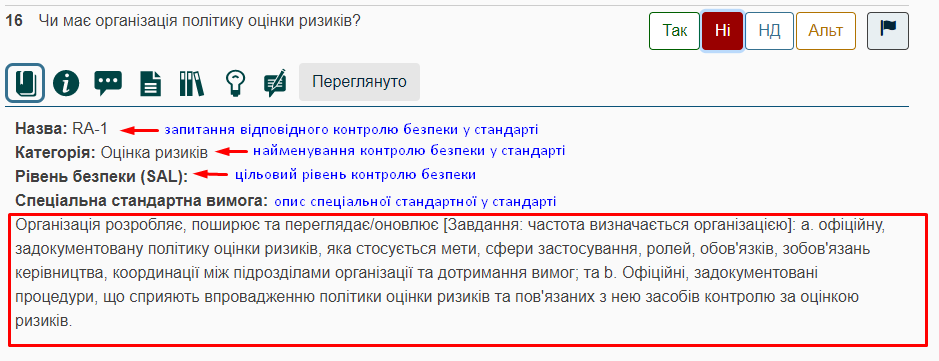 16 Чи має організація політику оцінки ризиків?
Так Ні НД Альт
Переглянуто
Назва: RA-1 запитання відповідного контролю безпеки у стандарті
Категорія: Оцінка ризиків найменування контролю безпеки у стандарті
Рівень безпеки (SAL): цільовий рівень контролю безпеки
Спеціальна стандартна вимога: опис спеціальної стандартної у стандарті
Організація розробляє, поширює та переглядає/оновлює [Завдання: частота визначається організацією]: a. офіційну,
задокументовану політику оцінки ризиків, яка стосується мети, сфери застосування, ролей, обов'язків, зобов'язань
керівництва, координації між підрозділами організації та дотримання вимог; та b. Офіційні, задокументовані
процедури, що сприяють впровадженню політики оцінки ризиків та пов'язаних з нею засобів контролю за оцінкою
ризиків.